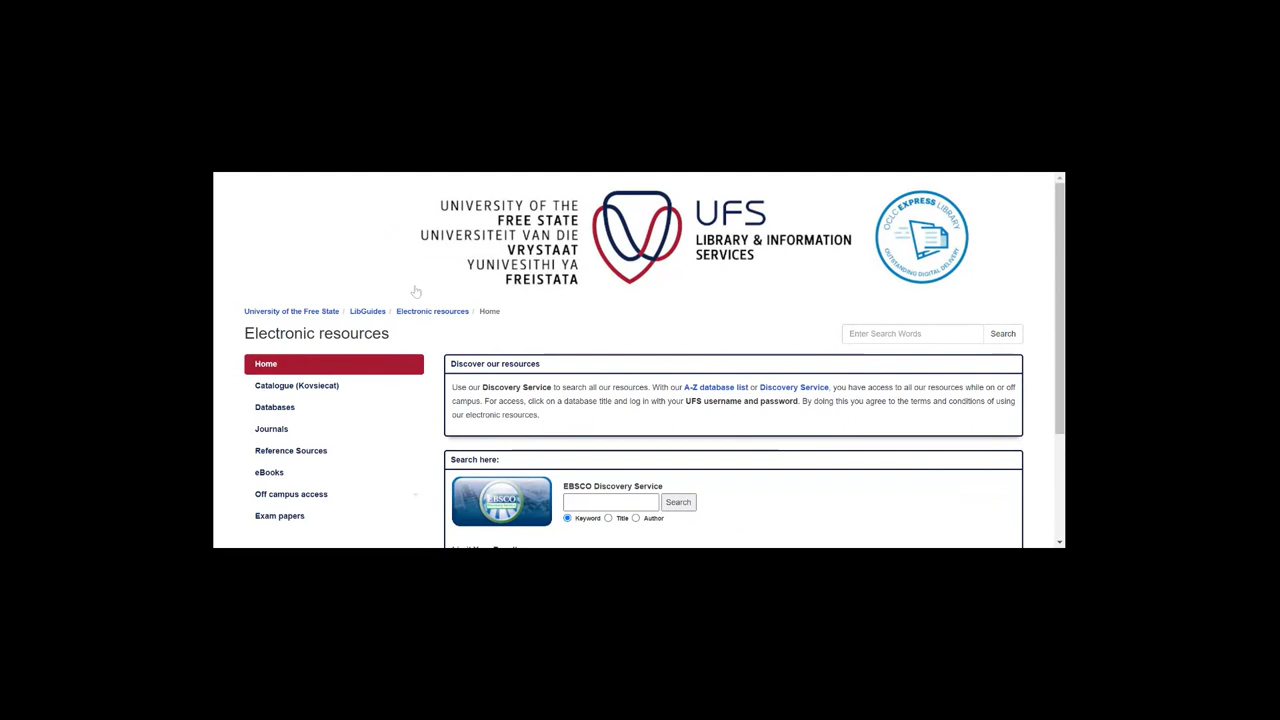 UNIVERSITY OF THE
FREE STATE
UNIVERSITEIT VAN DIE
VRYSTAAT
YUNIVESITHI YA
FREISTATA
UFS
LIBRARY & INFORMATION
SERVICES
OCLC EXPRESS LIBRARY
OUTSTANDING DIGITAL DELIVERY
University of the Free State / LibGuides / Electronic resources / Home
Electronic resources
Enter Search Words
Search
Home
Catalogue (Kovsiecat)
Databases
Journals
Reference Sources
eBooks
Off campus access
Exam papers
Discover our resources
Use our Discovery Service to search all our resources. With our A-Z database list or Discovery Service, you have access to all our resources while on or off
campus. For access, click on a database title and log in with your UFS username and password. By doing this you agree to the terms and conditions of using
our electronic resources.
Search here:
EBSCO
EBSCO Discovery Service
Search
Keyword Title Author